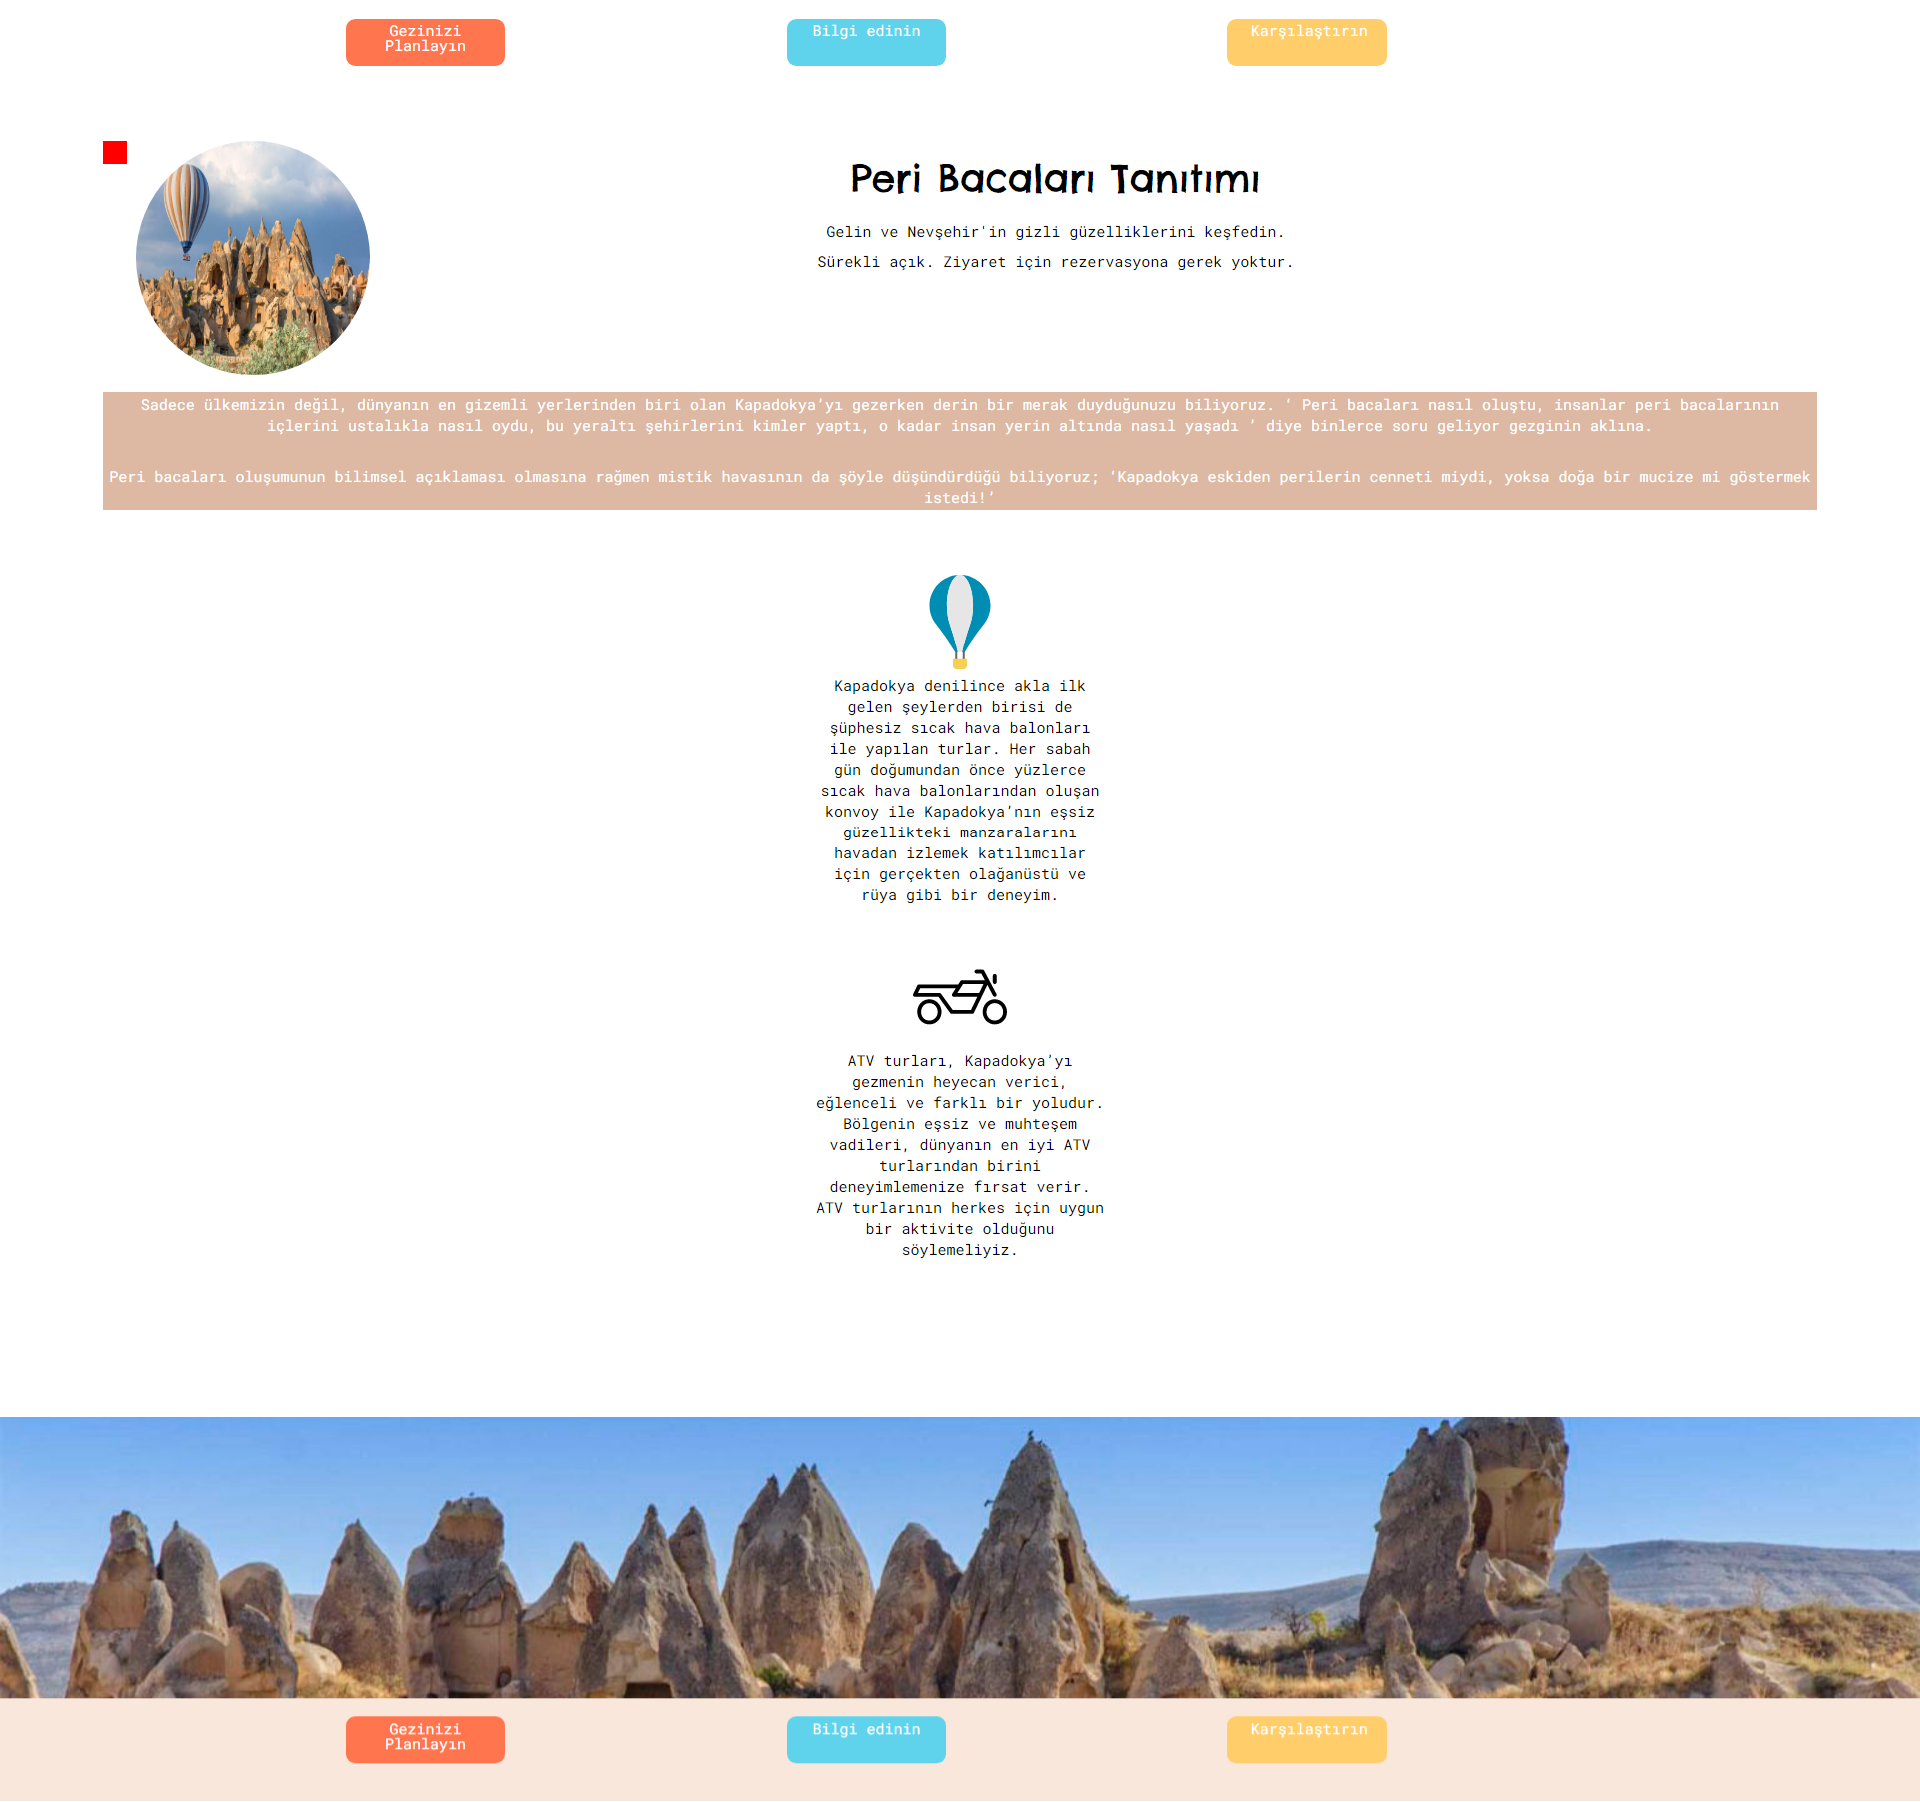 Gezinizi
Planlayın
Bilgi edinin
Karşılaştırın
Peri Bacaları Tanıtımı
Gelin ve Nevşehir'in gizli güzelliklerini keşfedin.
Sürekli açık. Ziyaret için rezervasyona gerek yoktur.
Sadece ülkemizin değil, dünyanın en gizemli yerlerinden biri olan Kapadokya’yı gezerken derin bir merak duyduğunuzu biliyoruz. ‘ Peri bacaları nasıl oluştu, insanlar peri bacalarının
içlerini ustalıkla nasıl oydu, bu yeraltı şehirlerini kimler yaptı, o kadar insan yerin altında nasıl yaşadı ’ diye binlerce soru geliyor gezginin aklına.
Peri bacaları oluşumunun bilimsel açıklaması olmasına rağmen mistik havasının da şöyle düşündürdüğü biliyoruz; ‘Kapadokya eskiden perilerin cenneti miydi, yoksa doğa bir mucize mi göstermek
istedi!’
Kapadokya denilince akla ilk
gelen şeylerden birisi de
şüphesiz sıcak hava balonları
ile yapılan turlar. Her sabah
gün doğumundan önce yüzlerce
sıcak hava balonlarından oluşan
konvoy ile Kapadokya’nın eşsiz
güzellikteki manzaralarını
havadan izlemek katılımcılar
için gerçekten olağanüstü ve
rüya gibi bir deneyim.
ATV turları, Kapadokya’yı
gezmenin heyecan verici,
eğlenceli ve farklı bir yoludur.
Bölgenin eşsiz ve muhteşem
vadileri, dünyanın en iyi ATV
turlarından birini
deneyimlemenize fırsat verir.
ATV turlarının herkes için uygun
bir aktivite olduğunu
söylemeliyiz.
Gezinizi
Planlayın
Bilgi edinin
Karşılaştırın